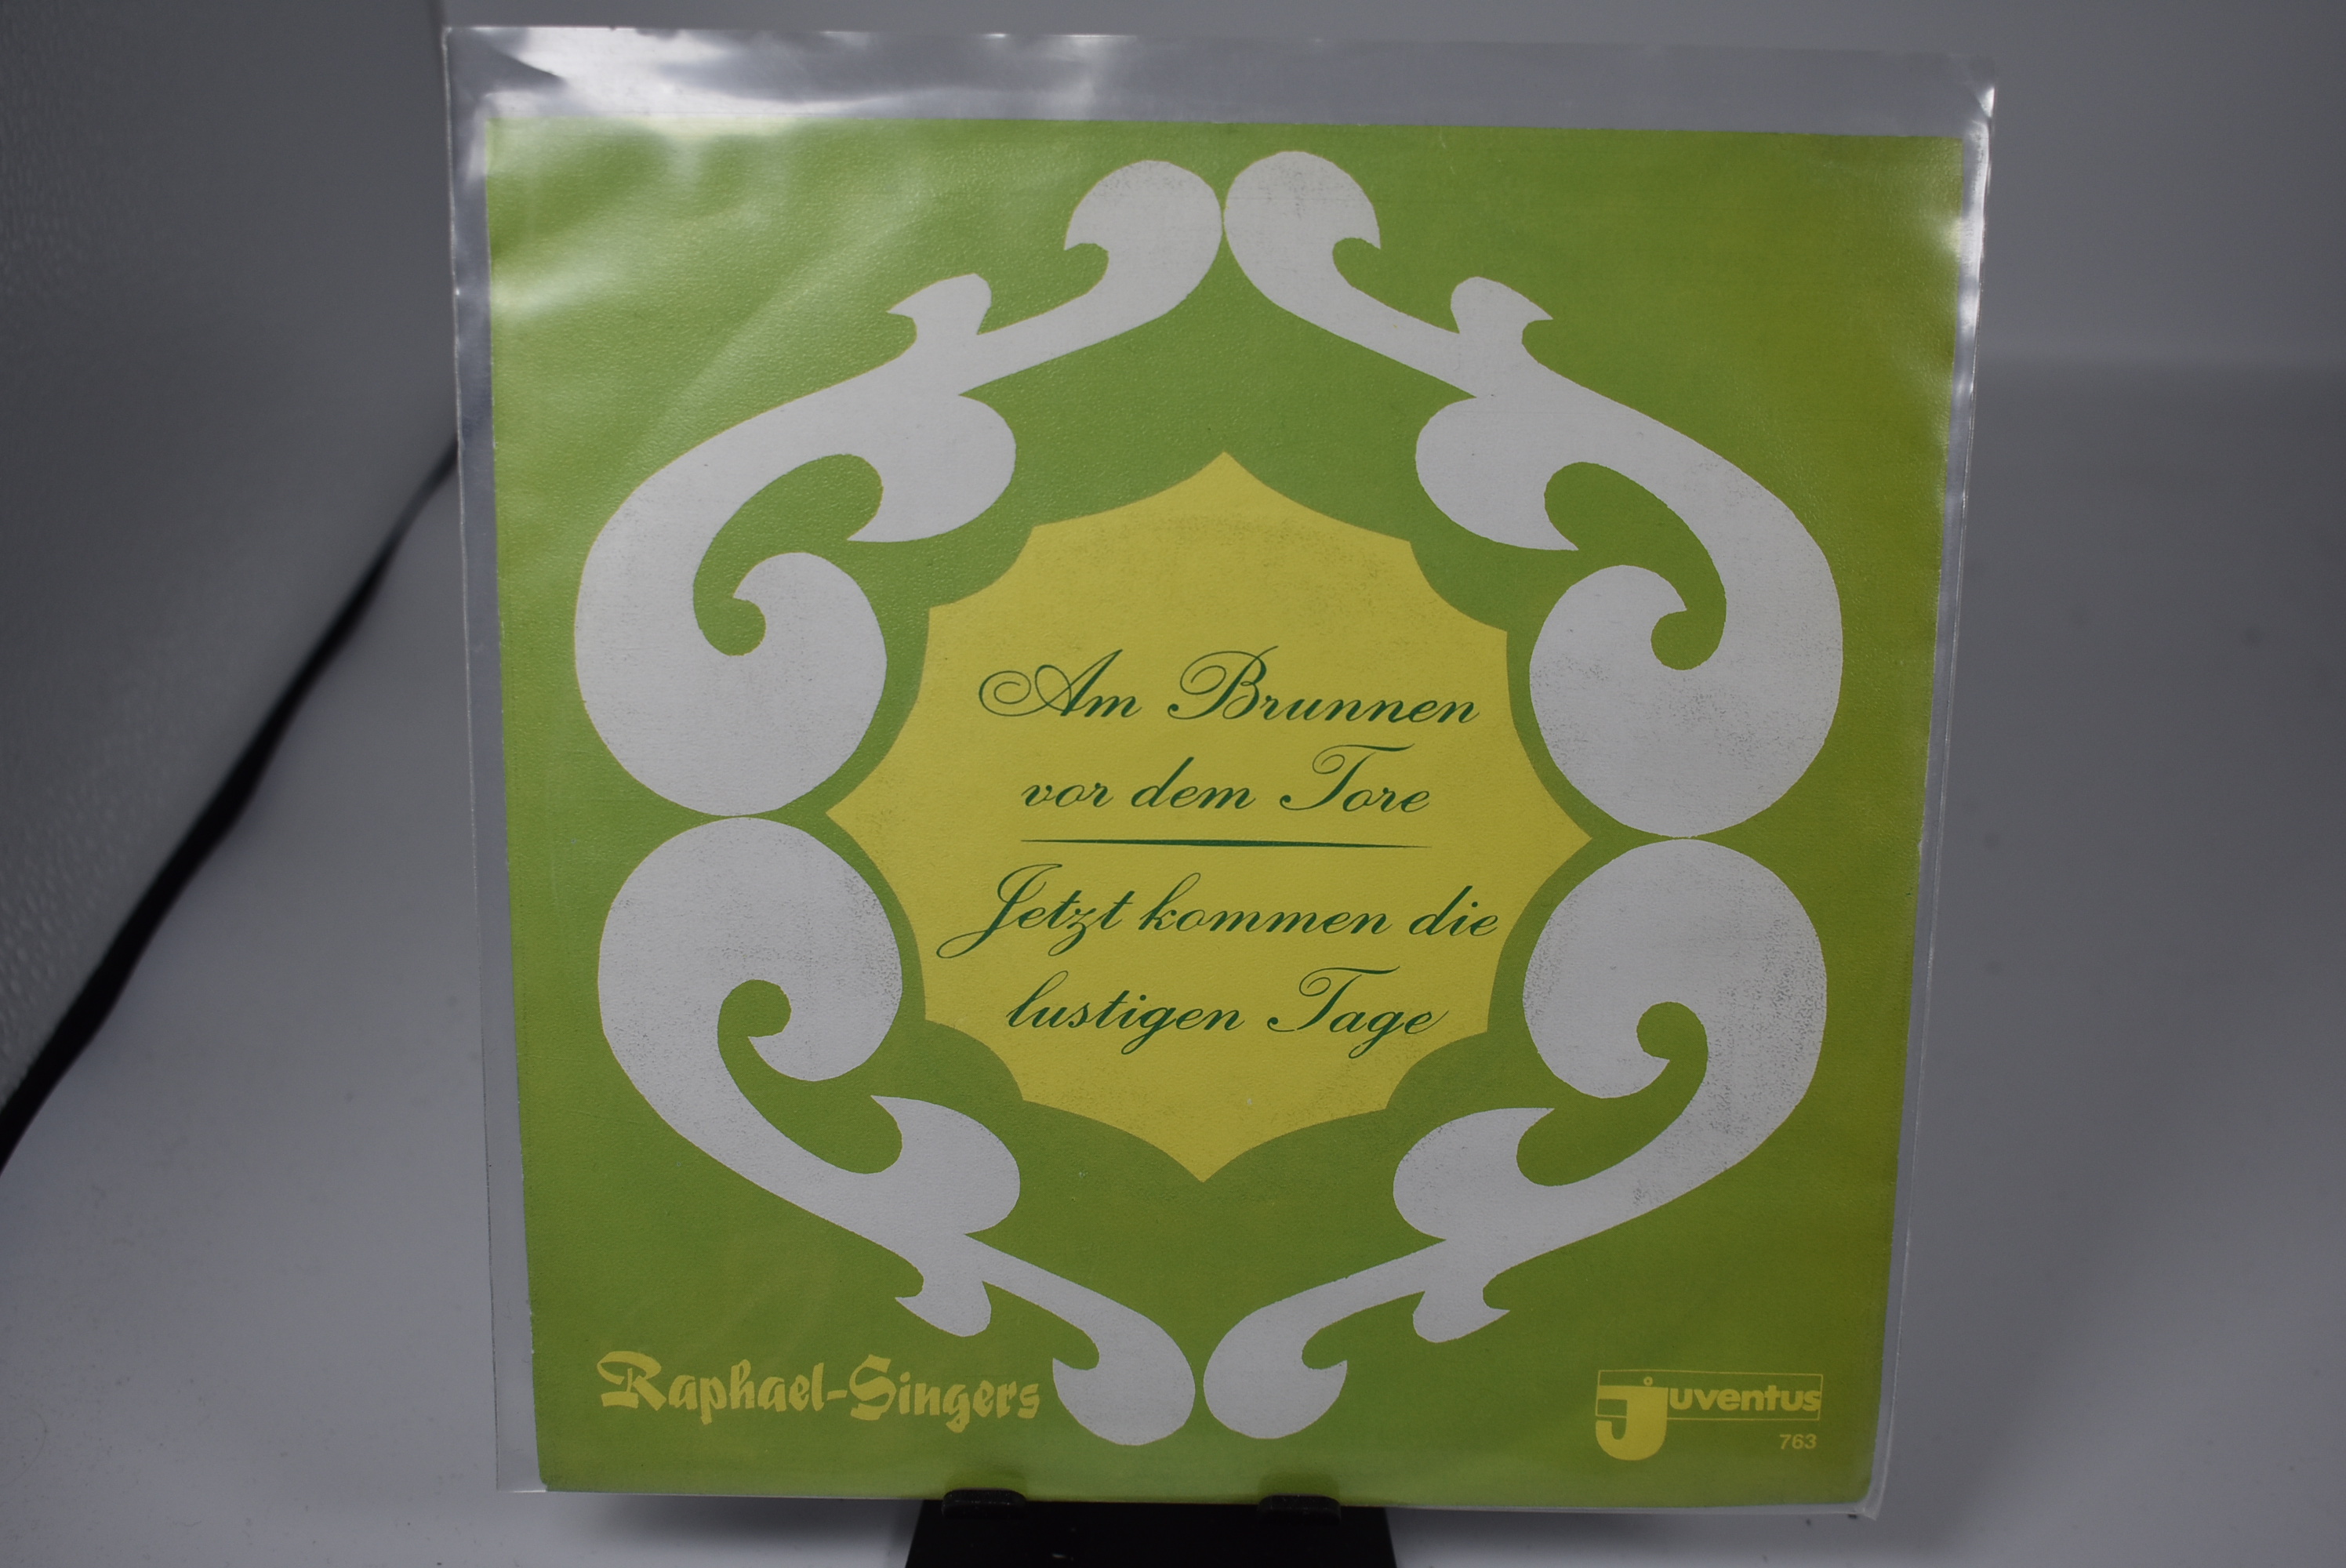 Am Brunnen
vor dem Tore
Jetzt kommen die
lustigen Tage
Raphael-Singers
juventus
763